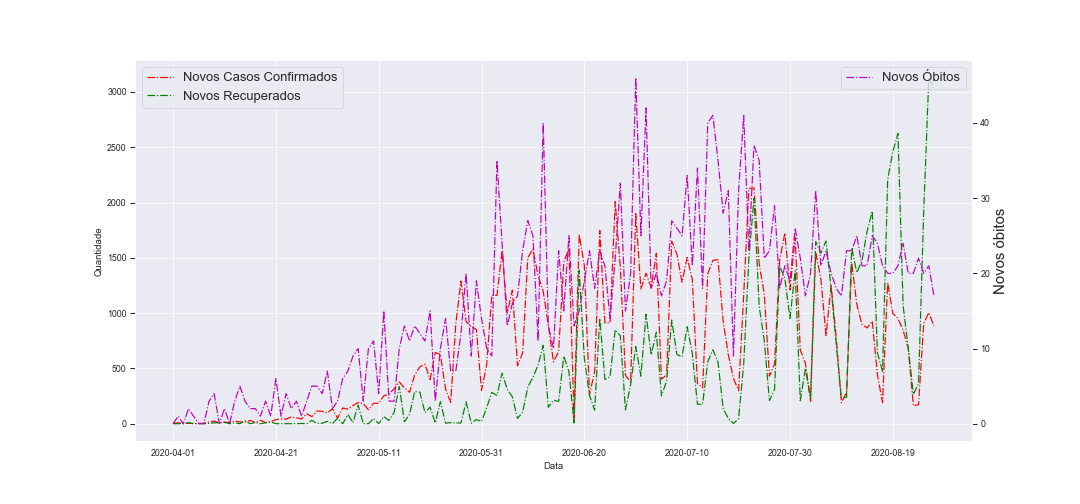 Novos Casos Confirmados
Novos Recuperados
Novos Óbitos
3000
2500
2000
1500
1000
500
0
40
30
20
10
0
Quantidade
Novos óbitos
2020-04-01 2020-04-21 2020-05-11 2020-05-31 2020-06-20 2020-07-10 2020-07-30 2020-08-19
Data